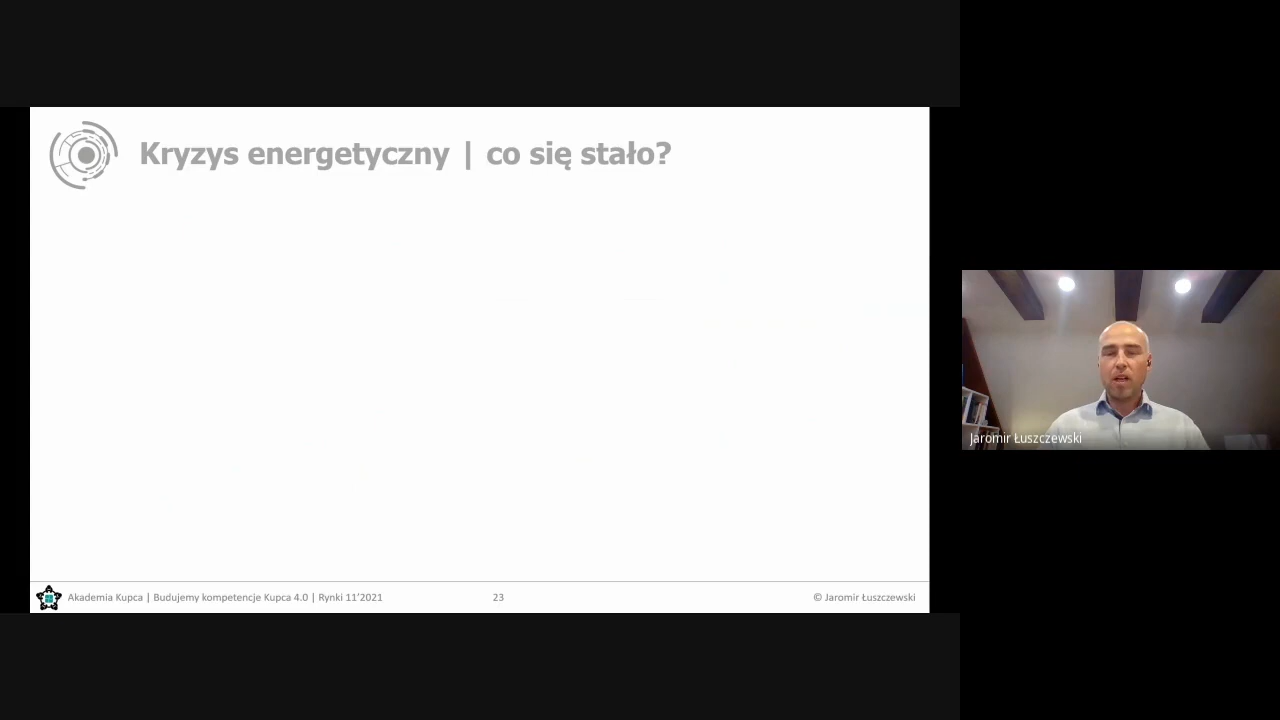 Kryzys energetyczny | co się stało?
Jaromir Łuszczewski
Akademia Kupca | Budujemy kompetencje Kupca 4.0 | Rynki 11’2021
23
© Jaromir Łuszczewski